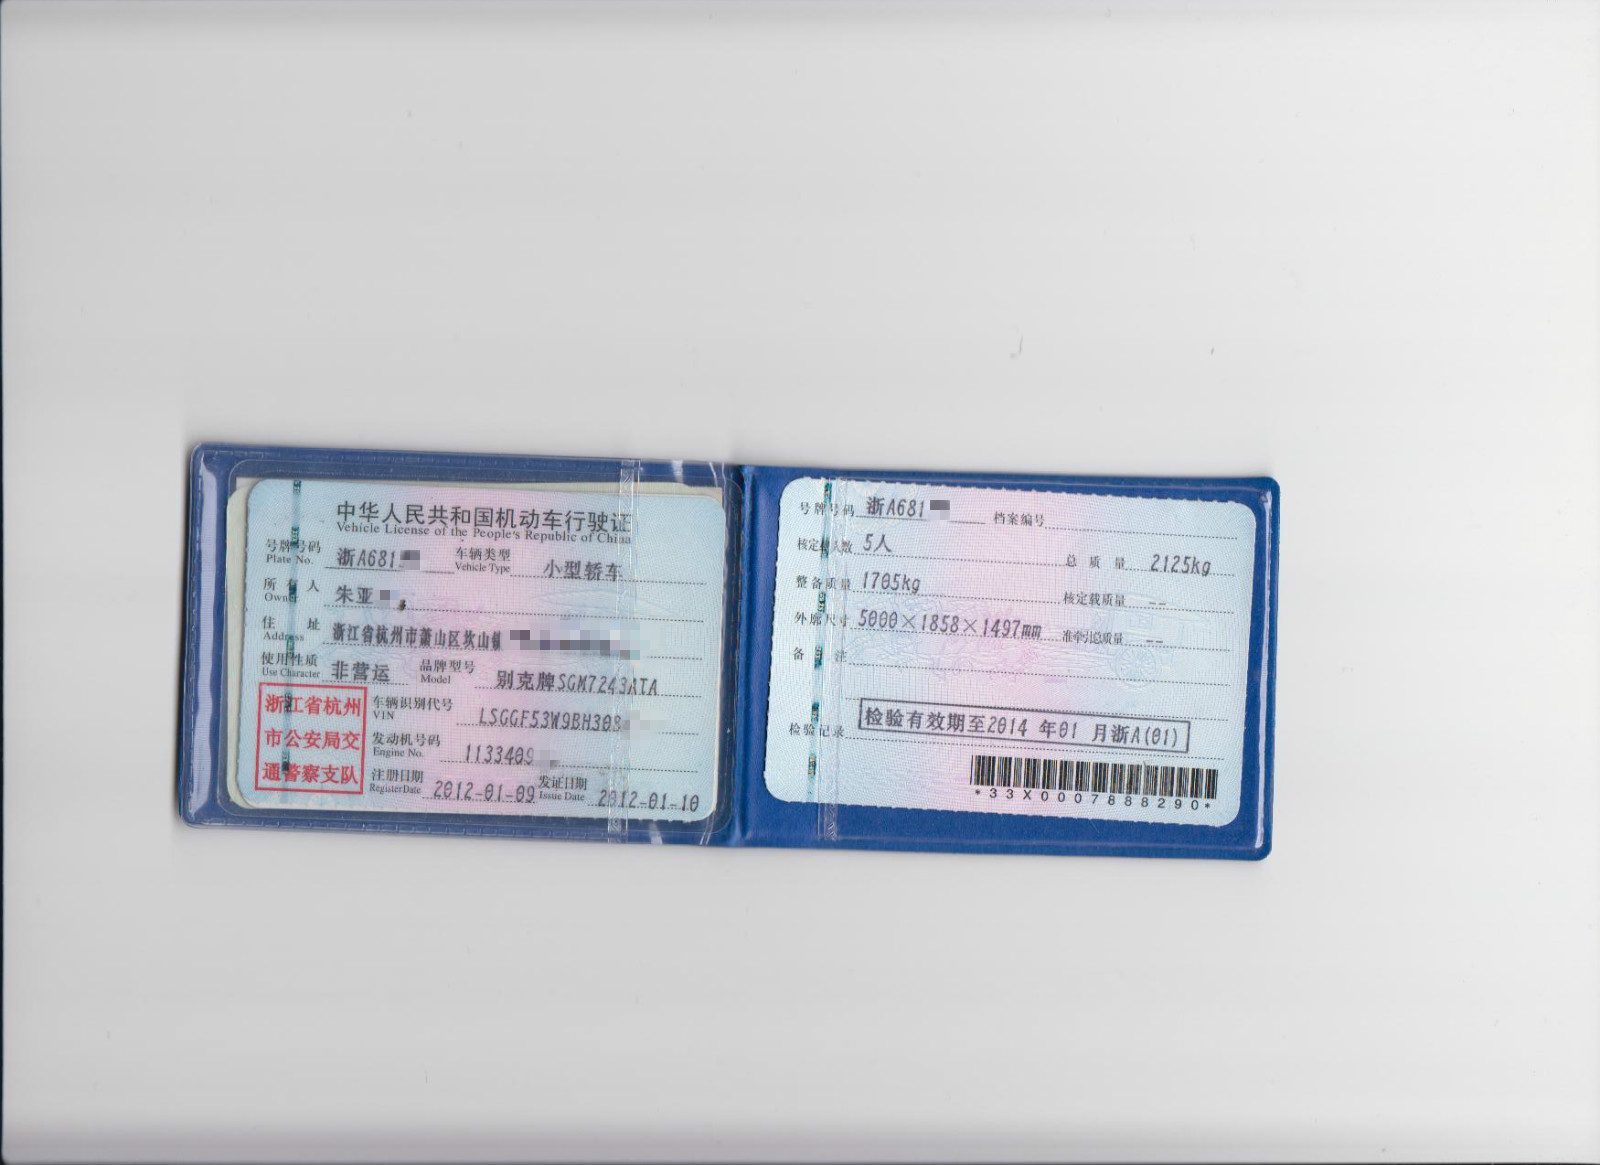 中华人民共和国机动车行驶证
Vehicle License of the People's Republic of China
号牌号码 浙A681 车辆类型 小型轿车
Plate No. Vehicle Type
所有人 朱亚
Owner
住址 浙江省杭州市萧山区坎山镇
Address
使用性质 非营运 品牌型号 别克牌SGM7243ATA
Use Character Model
浙江省杭州
市公安局交
通警察支队
车辆识别代号 LSGGF53W9BH308
VIN
发动机号码 1133409
Engine No.
注册日期 2012-01-09 发证日期 2012-01-10
Register Date Issue Date
号牌号码 浙A681 档案编号
核定载人数 5人 总质量 2125kg
整备质量 1705kg 核定载质量 --
外廓尺寸 5000×1858×1497mm 准牵引总质量 --
备注
检验记录 检验有效期至2014 年01 月浙A(01)
*33X0007888290*